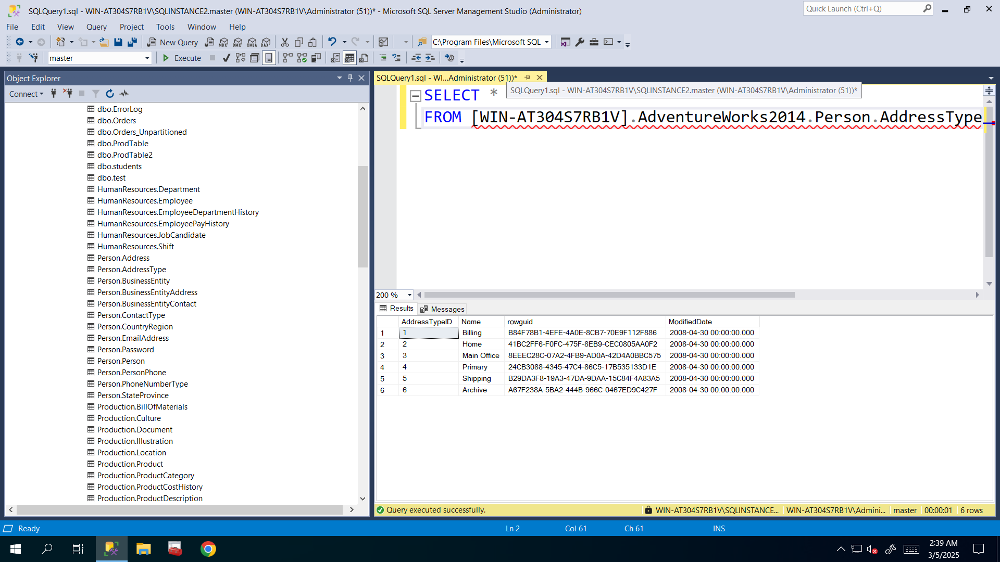 SQLQuery1.sql - WIN-AT304S7RB1V\SQLINSTANCE2.master (WIN-AT304S7RB1V\Administrator (51))* - Microsoft SQL Server Management Studio (Administrator)
Quick Launch (Ctrl+Q)
File Edit View Query Project Tools Window Help
New Query
MDX DMX XMLA DAX
C:\Program Files\Microsoft SQL
master
Execute
Object Explorer
Connect
dbo.ErrorLog
dbo.Orders
dbo.Orders_Unpartitioned
dbo.ProdTable
dbo.ProdTable2
dbo.students
dbo.test
HumanResources.Department
HumanResources.Employee
HumanResources.EmployeeDepartmentHistory
HumanResources.EmployeePayHistory
HumanResources.JobCandidate
HumanResources.Shift
Person.Address
Person.AddressType
Person.BusinessEntity
Person.BusinessEntityAddress
Person.BusinessEntityContact
Person.ContactType
Person.CountryRegion
Person.EmailAddress
Person.Password
Person.Person
Person.PersonPhone
Person.PhoneNumberType
Person.StateProvince
Production.BillOfMaterials
Production.Culture
Production.Document
Production.Illustration
Production.Location
Production.Product
Production.ProductCategory
Production.ProductCostHistory
Production.ProductDescription
SQLQuery1.sql - WI...Administrator (51))*
SQLQuery1.sql - WIN-AT304S7RB1V\SQLINSTANCE2.master (WIN-AT304S7RB1V\Administrator (51))*
SELECT *
FROM [WIN-AT304S7RB1V].AdventureWorks2014.Person.AddressType
200 %
Results Messages
AddressTypeID Name rowguid ModifiedDate
1 1 Billing B84F78B1-4EFE-4A0E-8CB7-70E9F112F886 2008-04-30 00:00:00.000
2 2 Home 41BC2FF6-F0FC-475F-8EB9-CEC0805AA0F2 2008-04-30 00:00:00.000
3 3 Main Office 8EEEC28C-07A2-4FB9-AD0A-42D4A0BBC575 2008-04-30 00:00:00.000
4 4 Primary 24CB3088-4345-47C4-86C5-17B535133D1E 2008-04-30 00:00:00.000
5 5 Shipping B29DA3F8-19A3-47DA-9DAA-15C84F4A83A5 2008-04-30 00:00:00.000
6 6 Archive A67F238A-5BA2-444B-966C-0467ED9C427F 2008-04-30 00:00:00.000
Query executed successfully.
WIN-AT304S7RB1V\SQLINSTANCE... WIN-AT304S7RB1V\Admini... master 00:00:01 6 rows
Ready
Ln 2 Col 61 Ch 61 INS
2:39 AM
3/5/2025